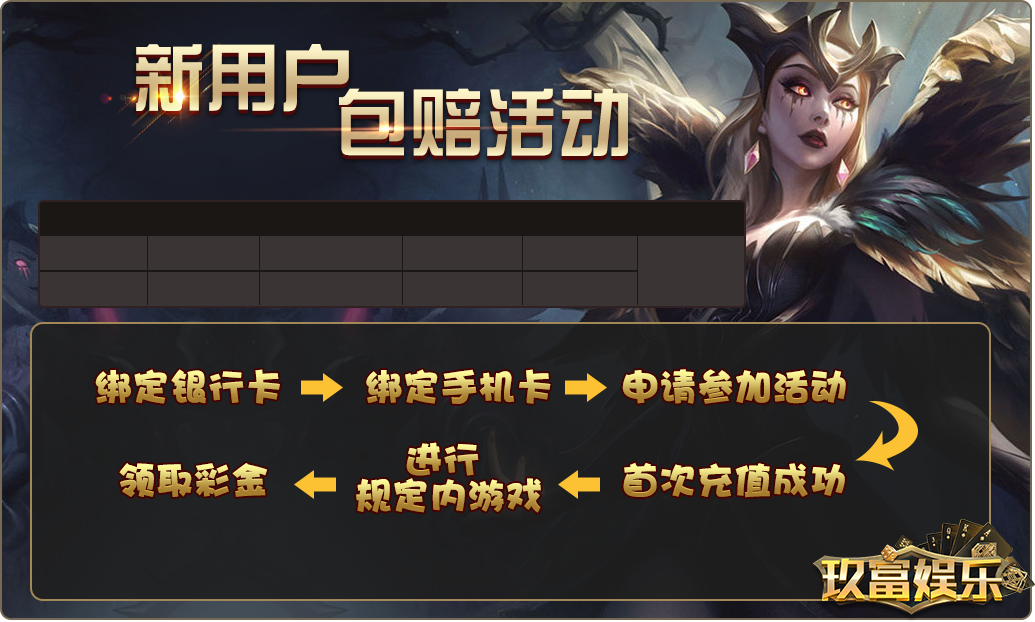 新用户
包赔活动
绑定银行卡
绑定手机卡
申请参加活动
首次充值成功
进行
规定内游戏
领取彩金
玖富娱乐